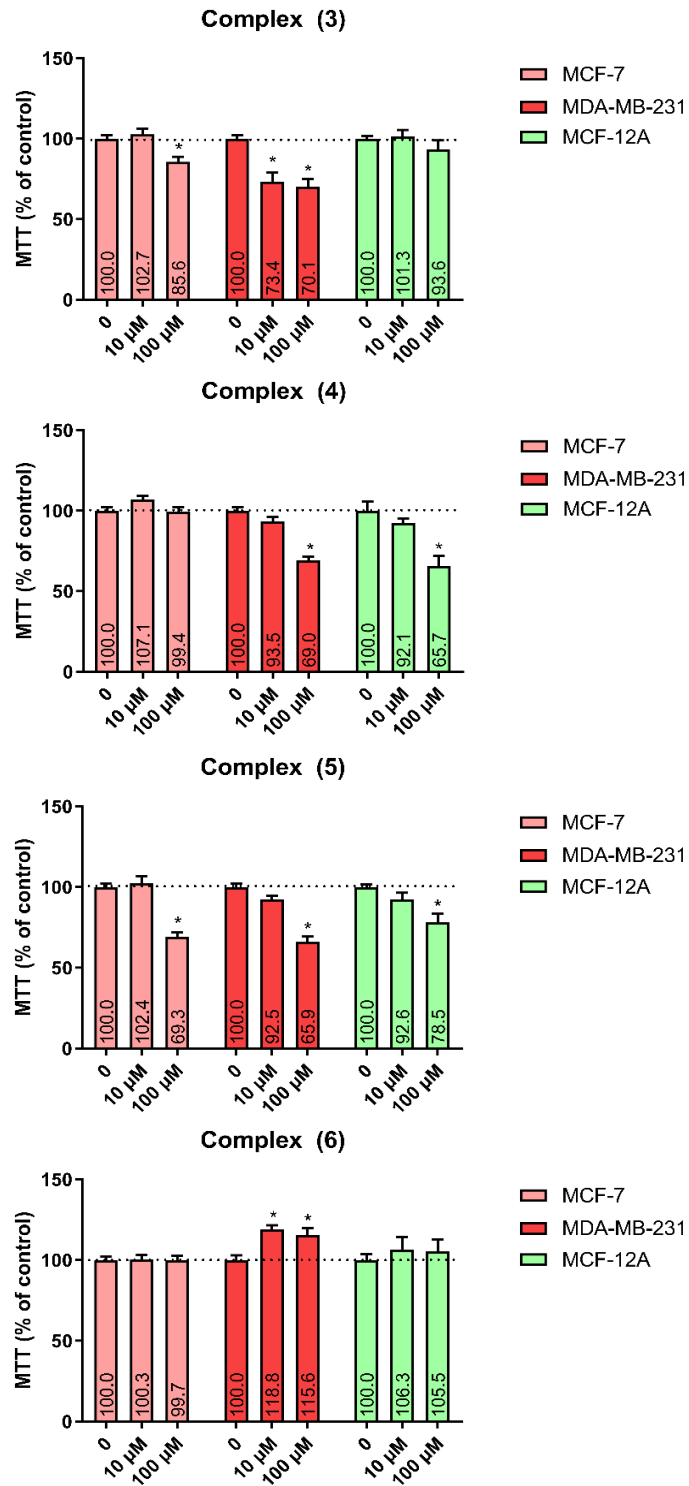 Complex (3)
MTT (% of control)
150
100
50
0
100.0
102.7
85.6
*
100.0
73.4
*
70.1
*
100.0
101.3
93.6
0
10 μM
100 μM
0
10 μM
100 μM
0
10 μM
100 μM
MCF-7
MDA-MB-231
MCF-12A
Complex (4)
MTT (% of control)
150
100
50
0
100.0
107.1
99.4
100.0
93.5
69.0
*
100.0
92.1
65.7
*
0
10 μM
100 μM
0
10 μM
100 μM
0
10 μM
100 μM
MCF-7
MDA-MB-231
MCF-12A
Complex (5)
MTT (% of control)
150
100
50
0
100.0
102.4
69.3
*
100.0
92.5
65.9
*
100.0
92.6
78.5
*
0
10 μM
100 μM
0
10 μM
100 μM
0
10 μM
100 μM
MCF-7
MDA-MB-231
MCF-12A
Complex (6)
MTT (% of control)
150
100
50
0
100.0
100.3
99.7
100.0
118.8
*
115.6
*
100.0
106.3
105.5
0
10 μM
100 μM
0
10 μM
100 μM
0
10 μM
100 μM
MCF-7
MDA-MB-231
MCF-12A